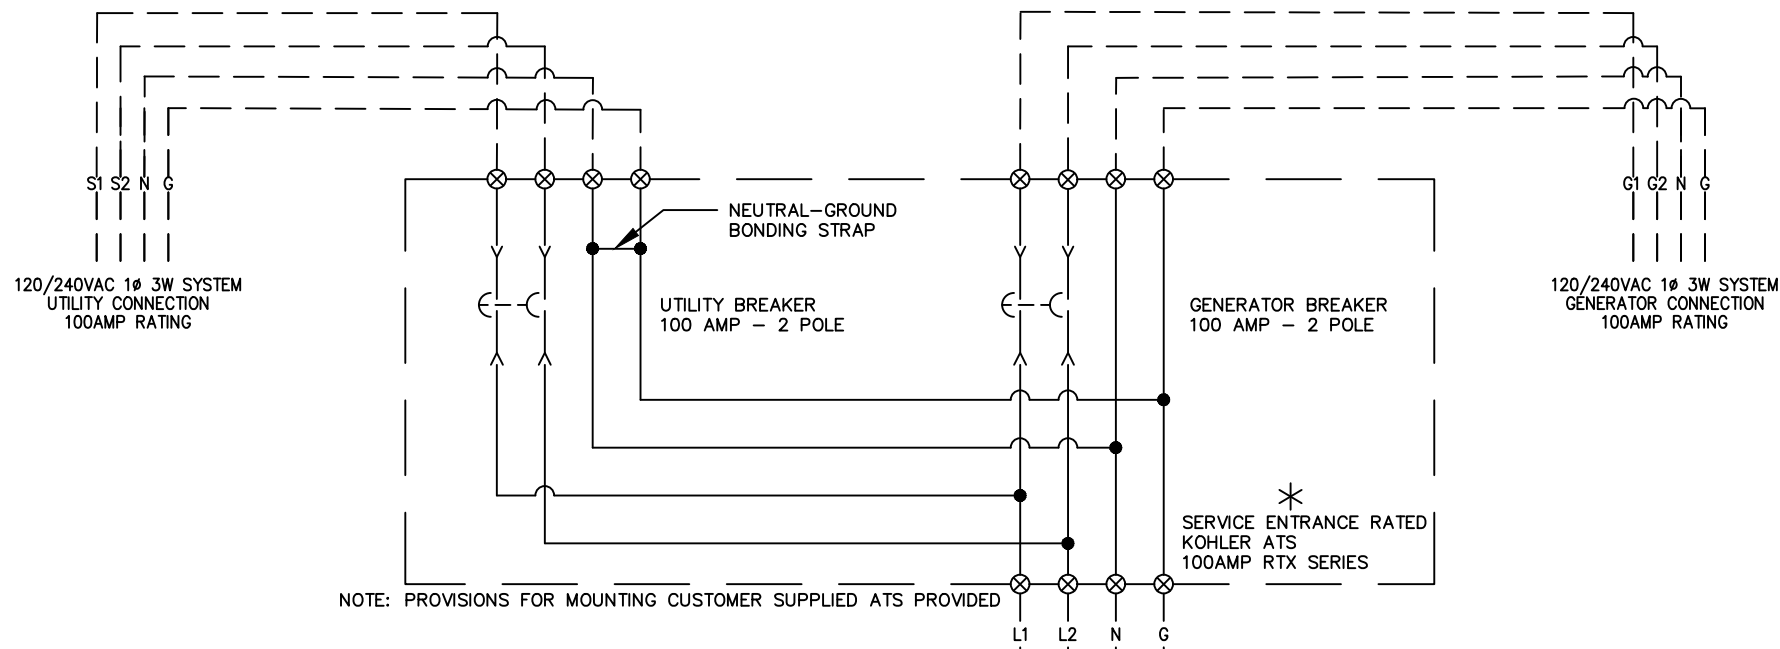 S1 S2 N G
G1 G2 N G
NEUTRAL-GROUND
BONDING STRAP
120/240VAC 1ø 3W SYSTEM
UTILITY CONNECTION
100AMP RATING
UTILITY BREAKER
100 AMP - 2 POLE
GENERATOR BREAKER
100 AMP - 2 POLE
120/240VAC 1ø 3W SYSTEM
GENERATOR CONNECTION
100AMP RATING
SERVICE ENTRANCE RATED
KOHLER ATS
100AMP RTX SERIES
NOTE: PROVISIONS FOR MOUNTING CUSTOMER SUPPLIED ATS PROVIDED
L1 L2 N G